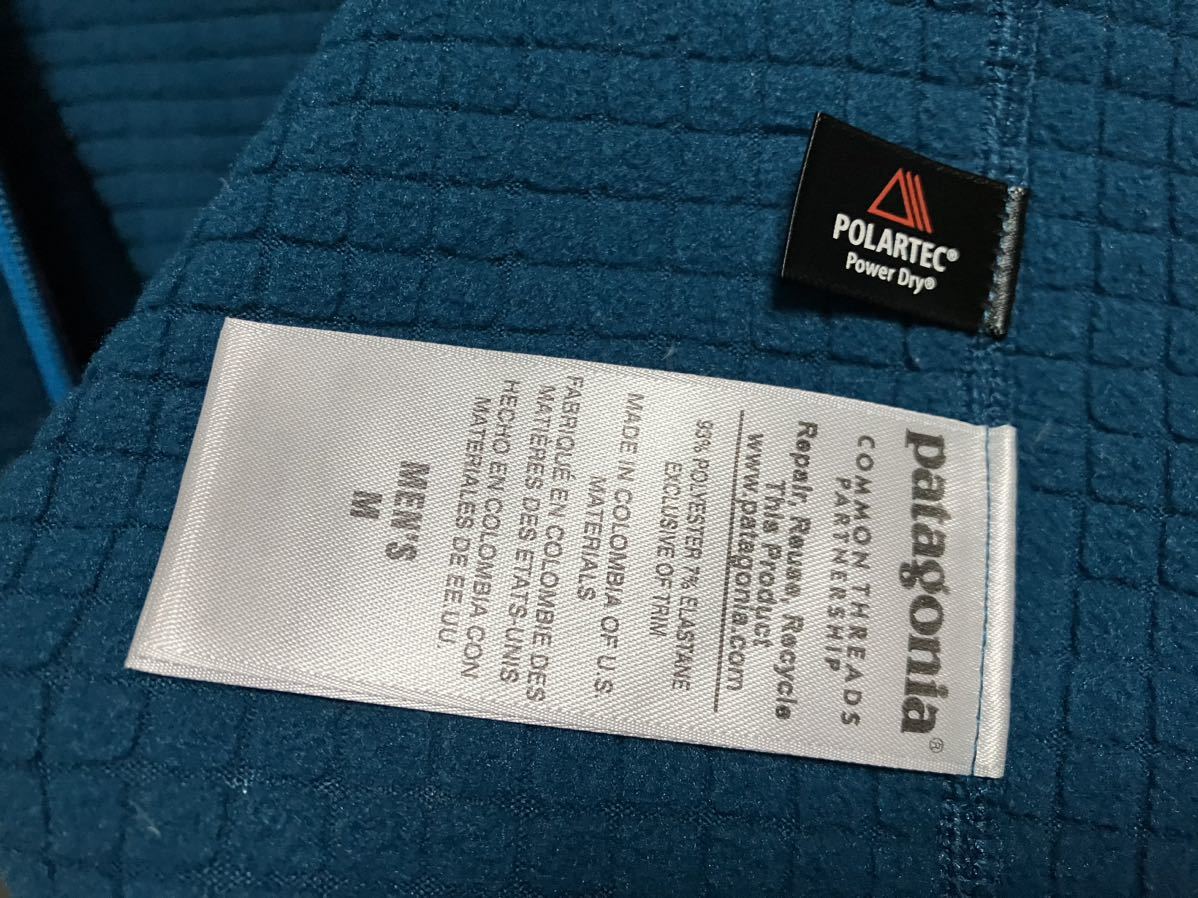 POLARTEC®
Power Dry®
patagonia®
COMMON THREADS
PARTNERSHIP
Repair, Reuse, Recycle
This Product
www.patagonia.com
93% POLYESTER 7% ELASTANE
EXCLUSIVE OF TRIM
MADE IN COLOMBIA OF U.S.
MATERIALS
FABRIQUÉ EN COLOMBIE DES
MATIÈRES DES ETATS-UNIS
HECHO EN COLOMBIA CON
MATERIALES DE EE.UU.
MEN'S
M